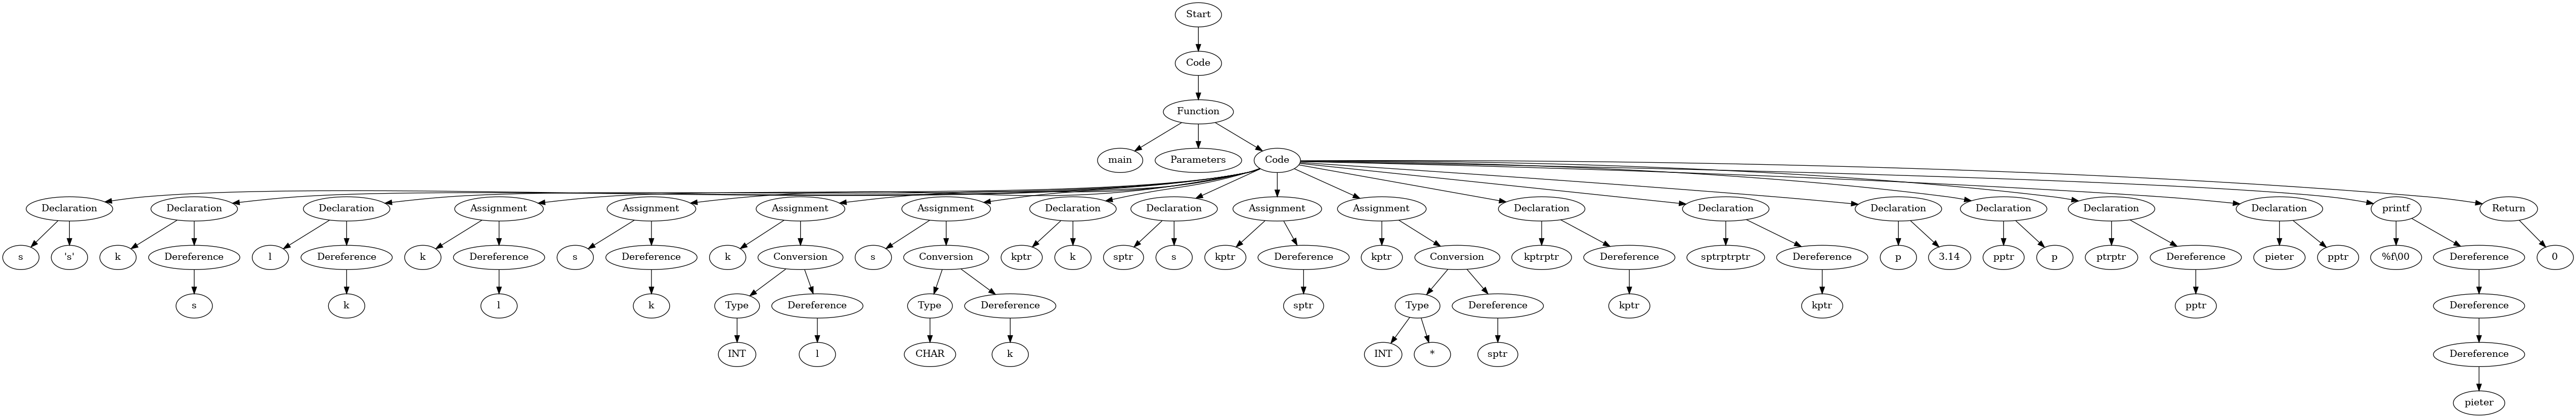 Start
Code
Function
main Parameters Code
Declaration Declaration Declaration Assignment Assignment Assignment Assignment Declaration Declaration Assignment Assignment Declaration Declaration Declaration Declaration Declaration Declaration printf Return
s 's' k Dereference l Dereference k Dereference s Dereference k Conversion s Conversion kptr k sptr s kptr Dereference kptr Conversion kptrptr Dereference sptrptrptr Dereference p 3.14 pptr p ptrptr Dereference pieter pptr %f\00 Dereference 0
s k l k Type Dereference Type Dereference sptr Type Dereference kptr kptr pptr Dereference
INT l CHAR k INT * sptr Dereference
pieter